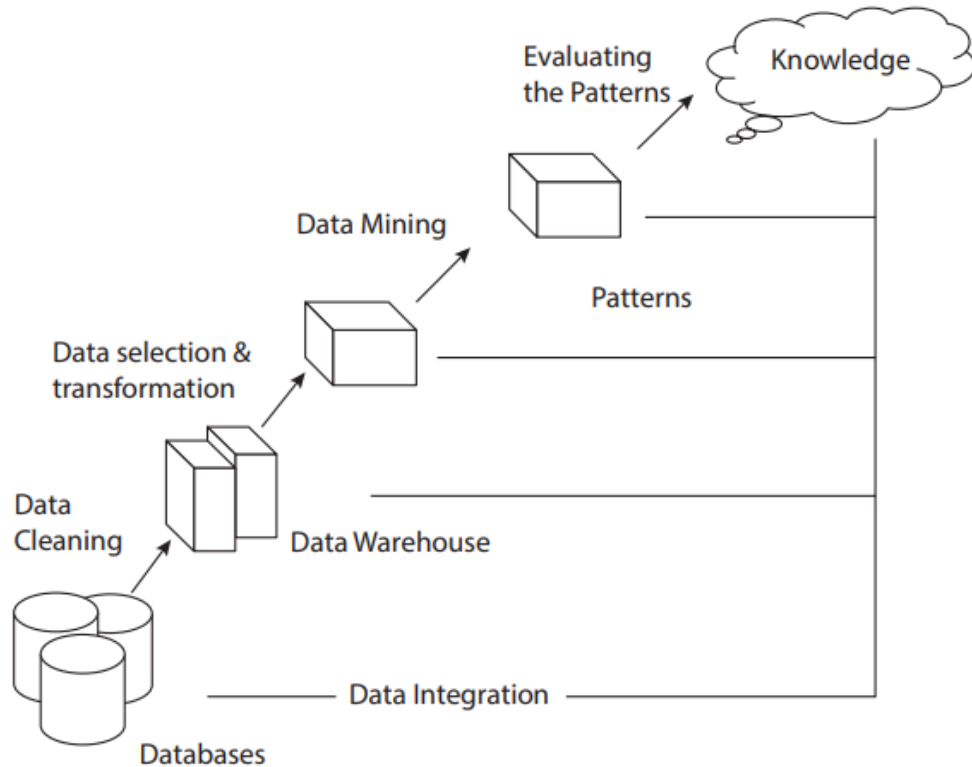 Evaluating
the Patterns
Knowledge
Data Mining
Patterns
Data selection &
transformation
Data
Cleaning
Data Warehouse
Data Integration
Databases